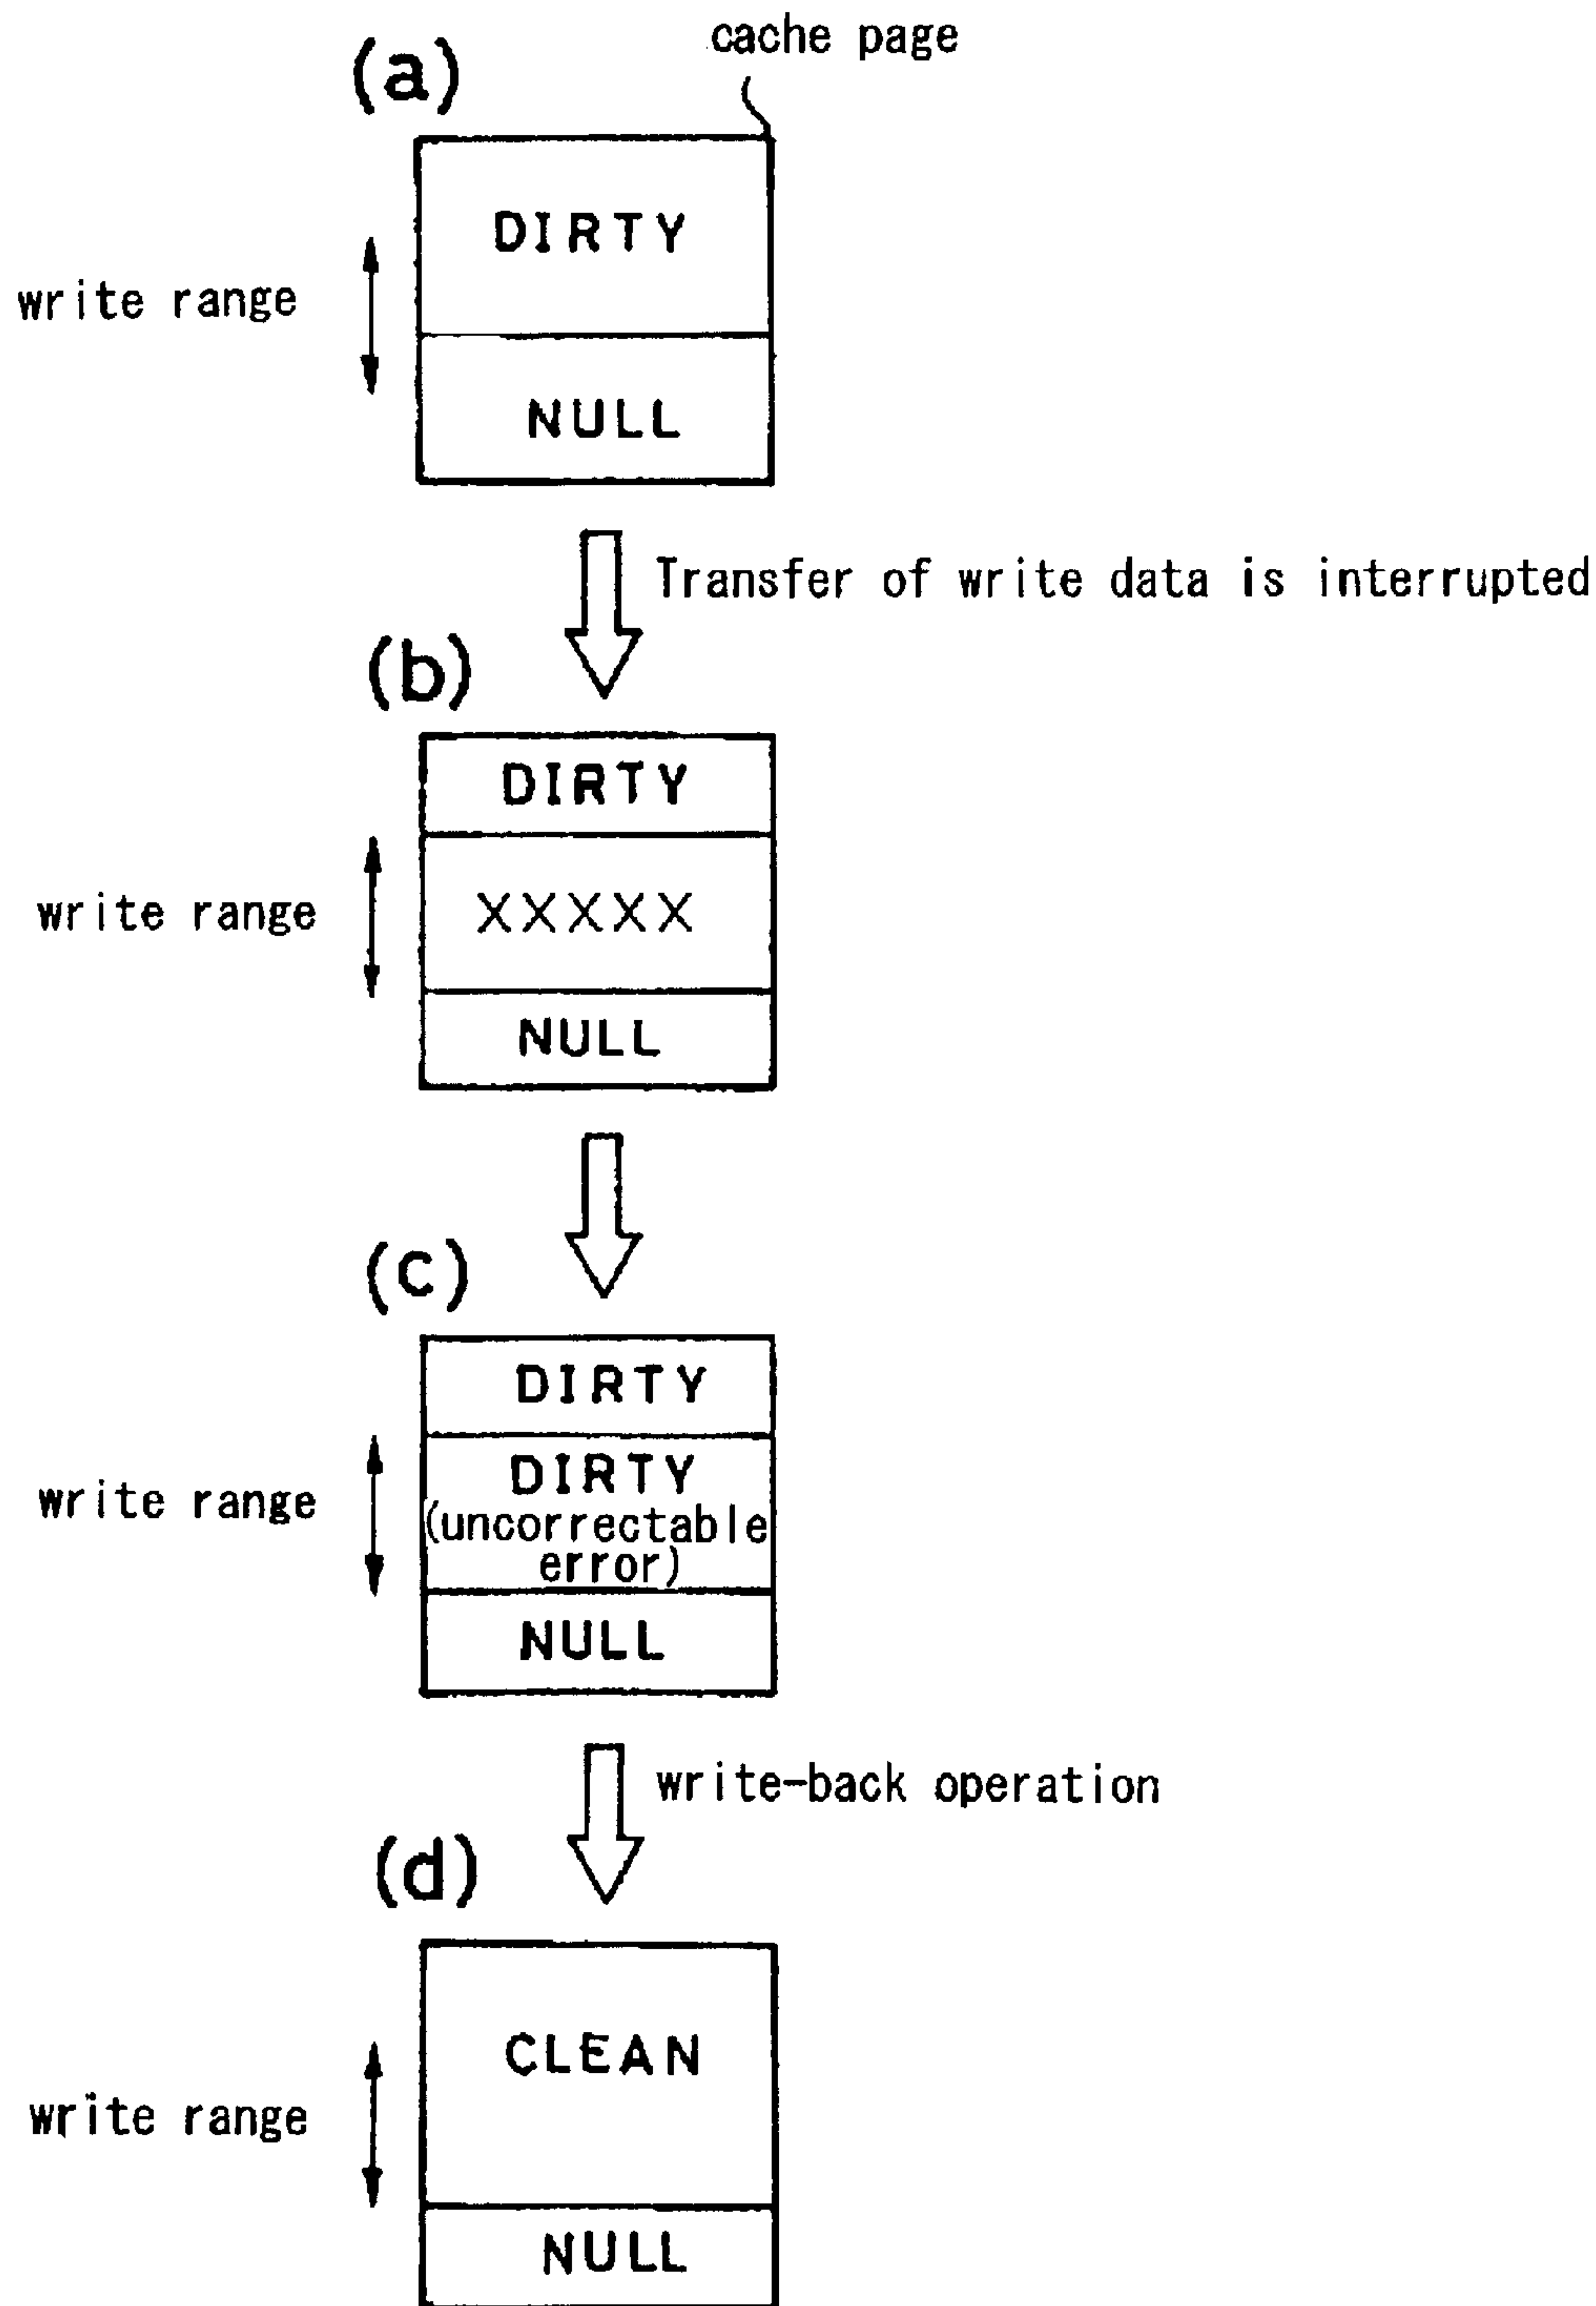 cache page
(a)
DIRTY
write range
NULL
Transfer of write data is interrupted
(b)
DIRTY
write range
XXXXX
NULL
(c)
DIRTY
write range
DIRTY
(uncorrectable
error)
NULL
write-back operation
(d)
CLEAN
write range
NULL